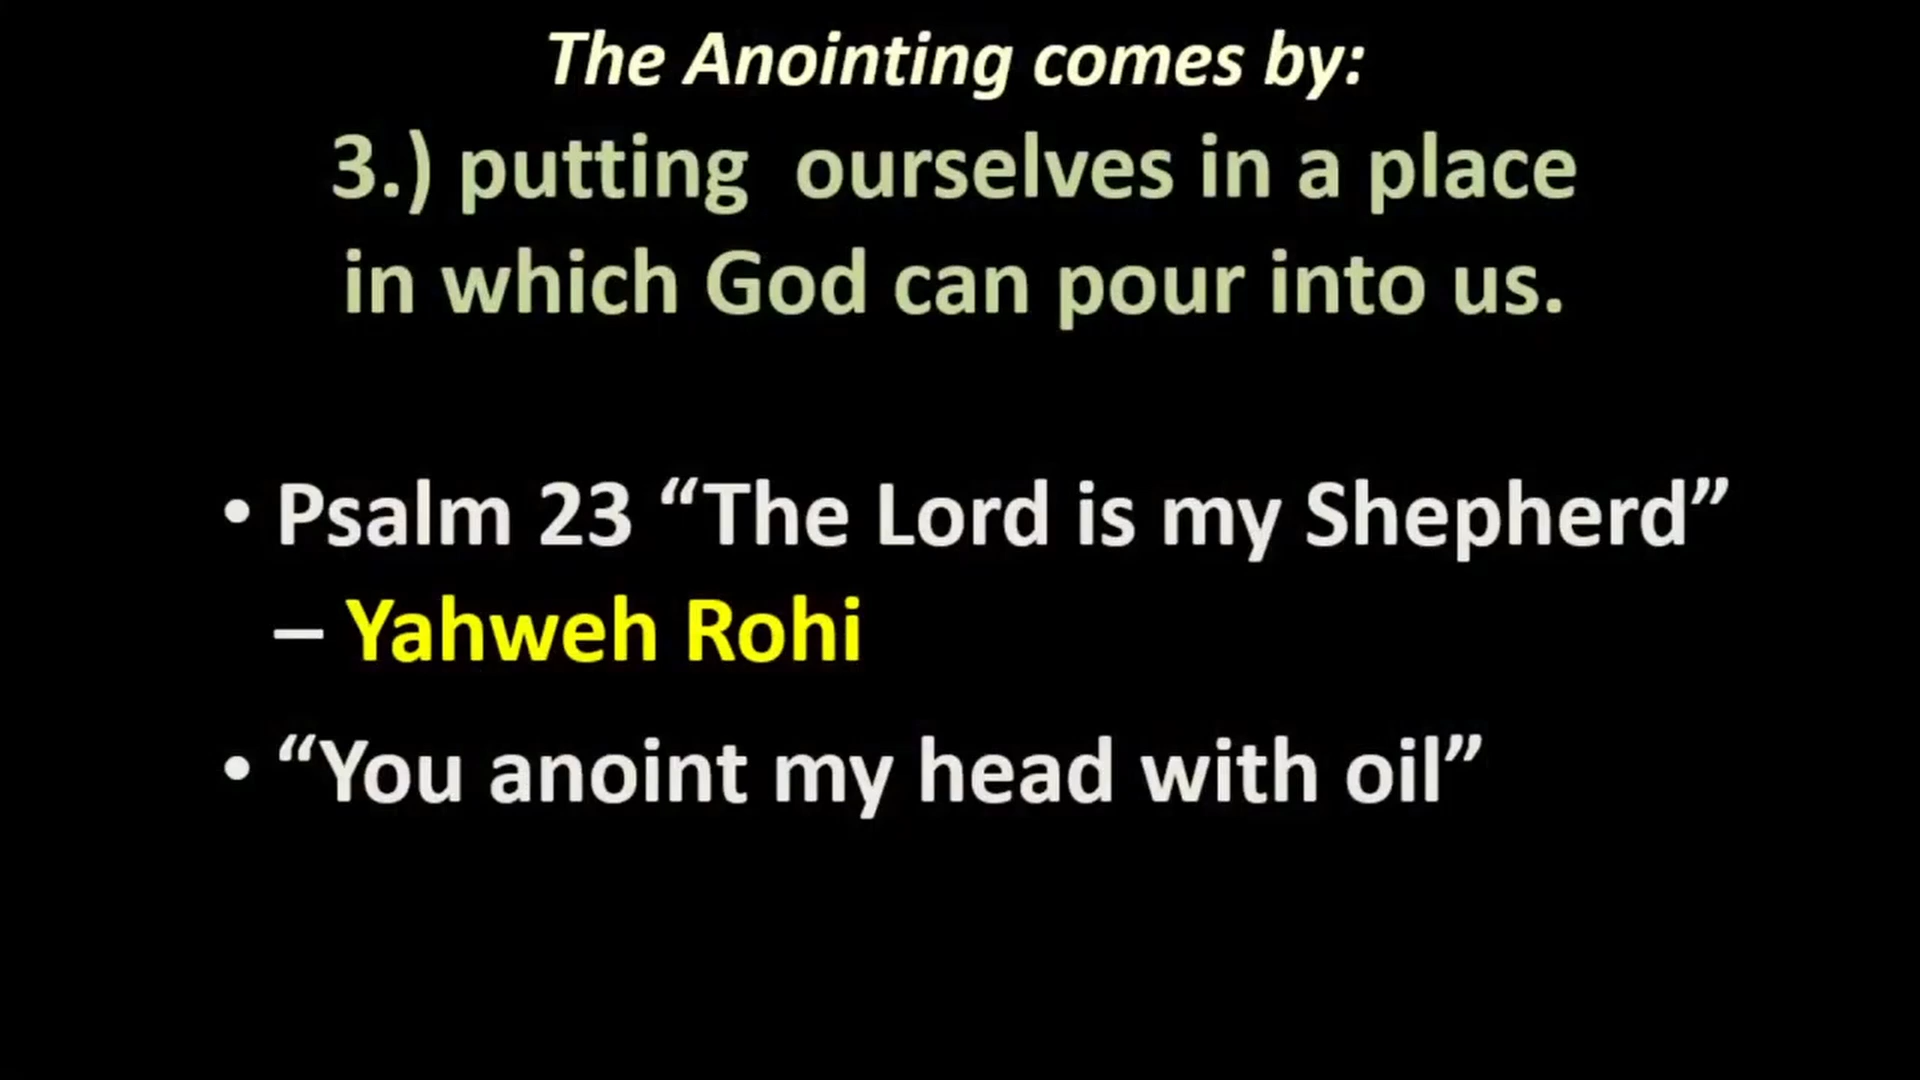 The Anointing comes by:
3.) putting  ourselves in a place
in which God can pour into us.
• Psalm 23 “The Lord is my Shepherd”
– Yahweh Rohi
• “You anoint my head with oil”